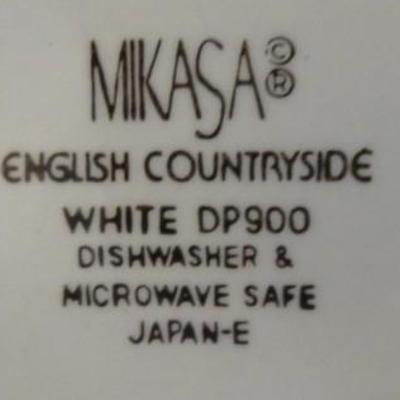 MIKASA©®
ENGLISH COUNTRYSIDE
WHITE DP900
DISHWASHER &
MICROWAVE SAFE
JAPAN-E